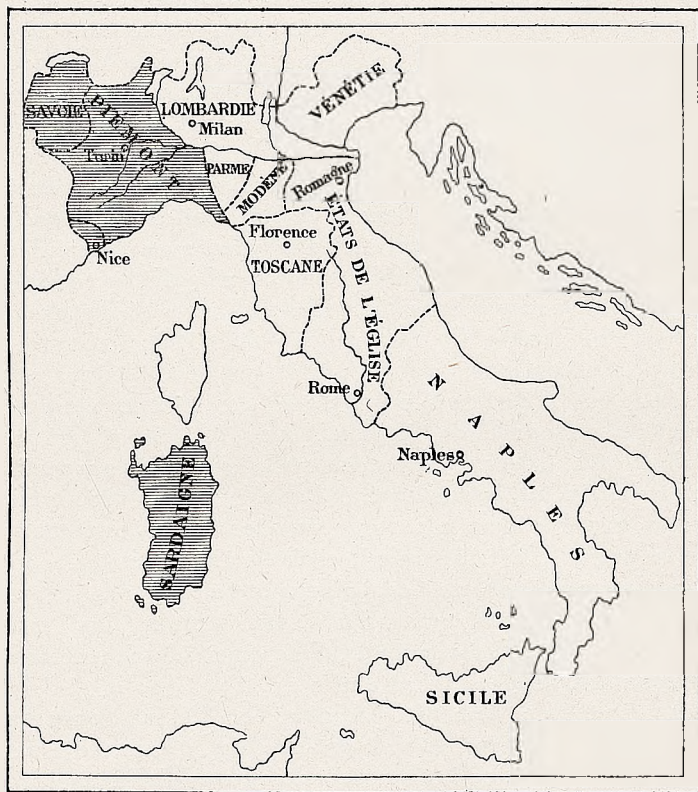 VÉNÉTIE
SAVOIE
PIÉMONT
LOMBARDIE
Milan
Turin
PARME
MODÈNE
Romagne
Florence
TOSCANE
ÉTATS DE L'ÉGLISE
Nice
Rome
NAPLES
Naples
SARDAIGNE
SICILE